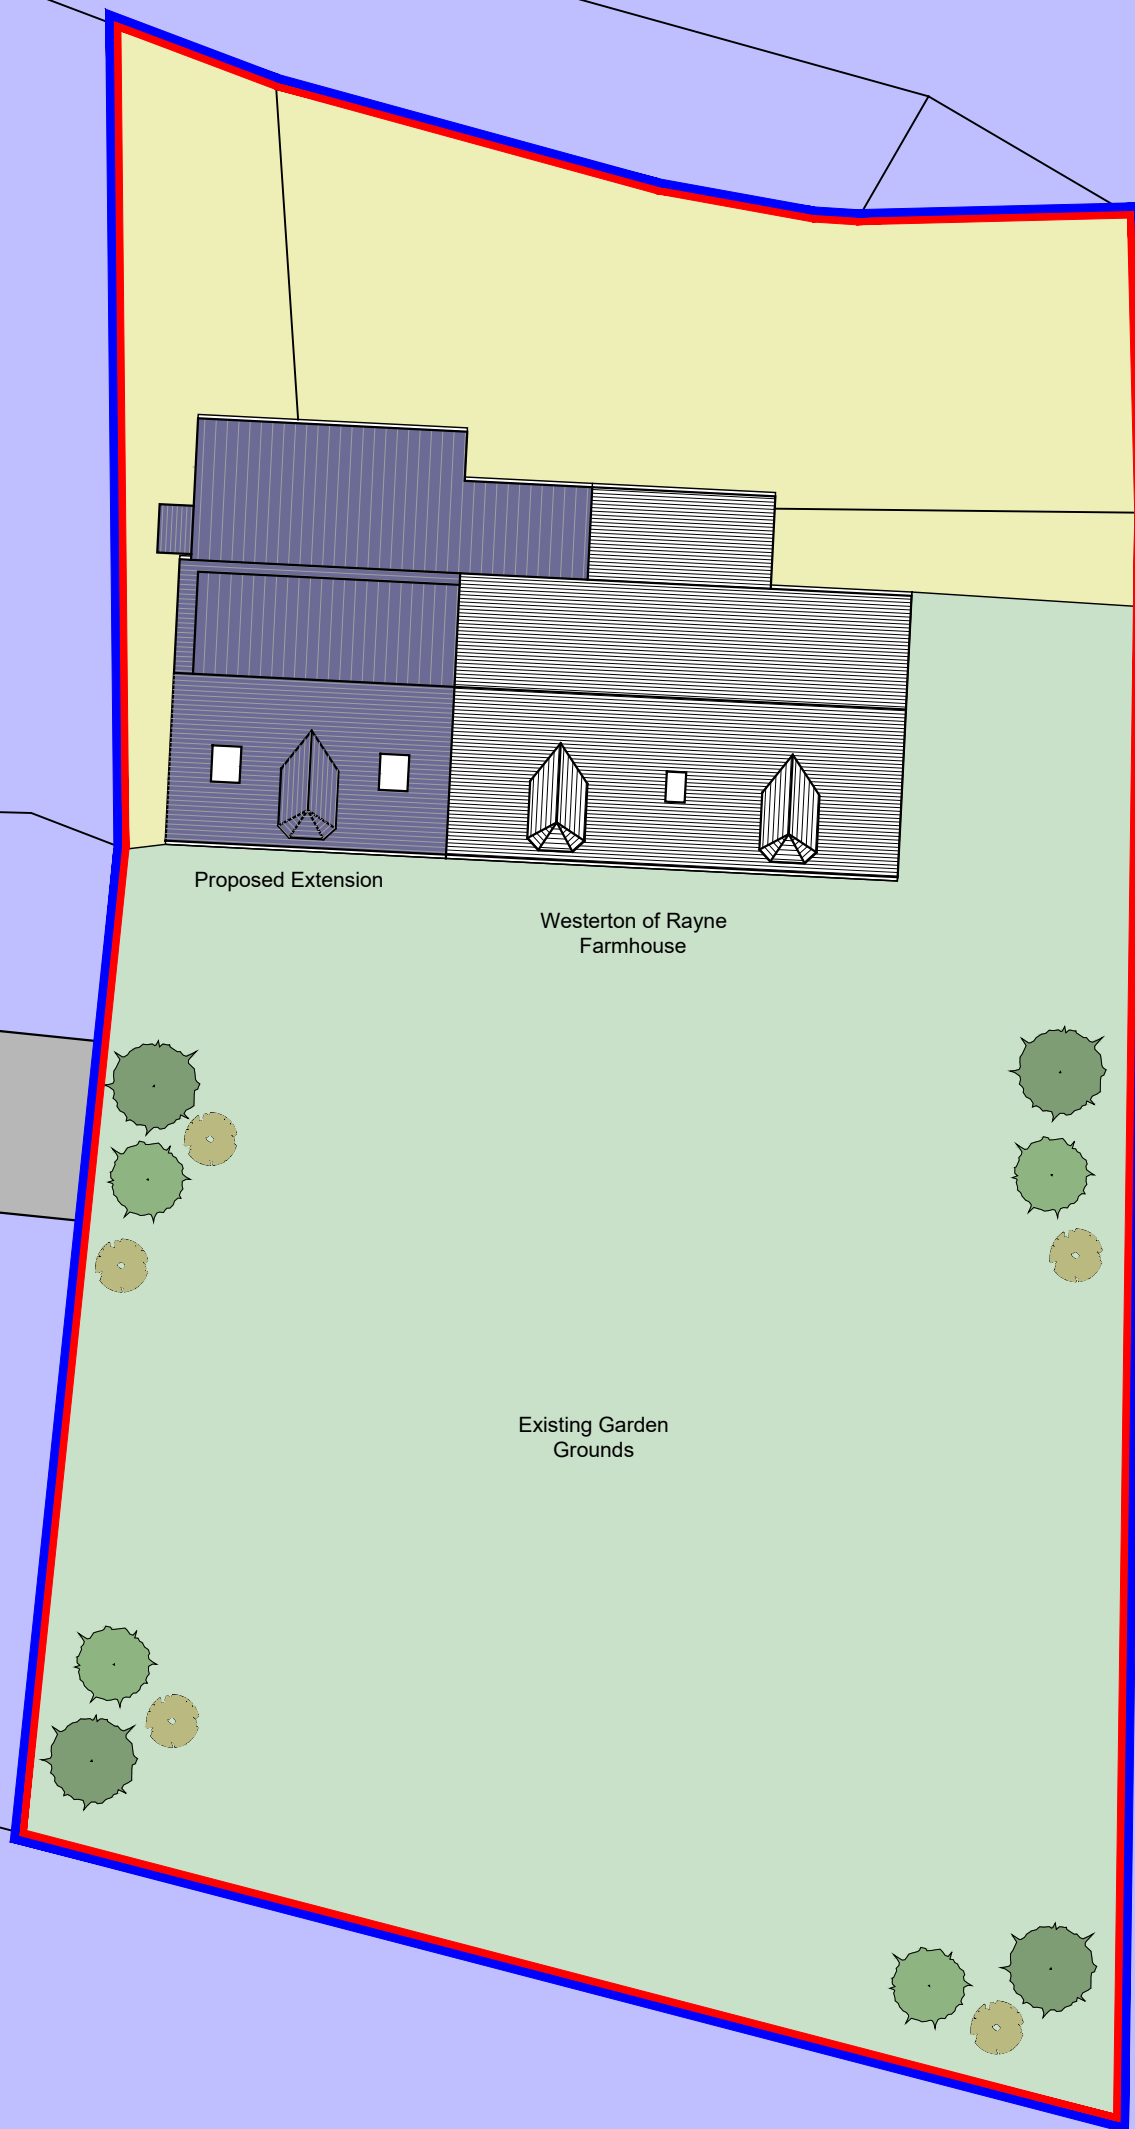 Proposed Extension
Westerton of Rayne
Farmhouse
Existing Garden
Grounds